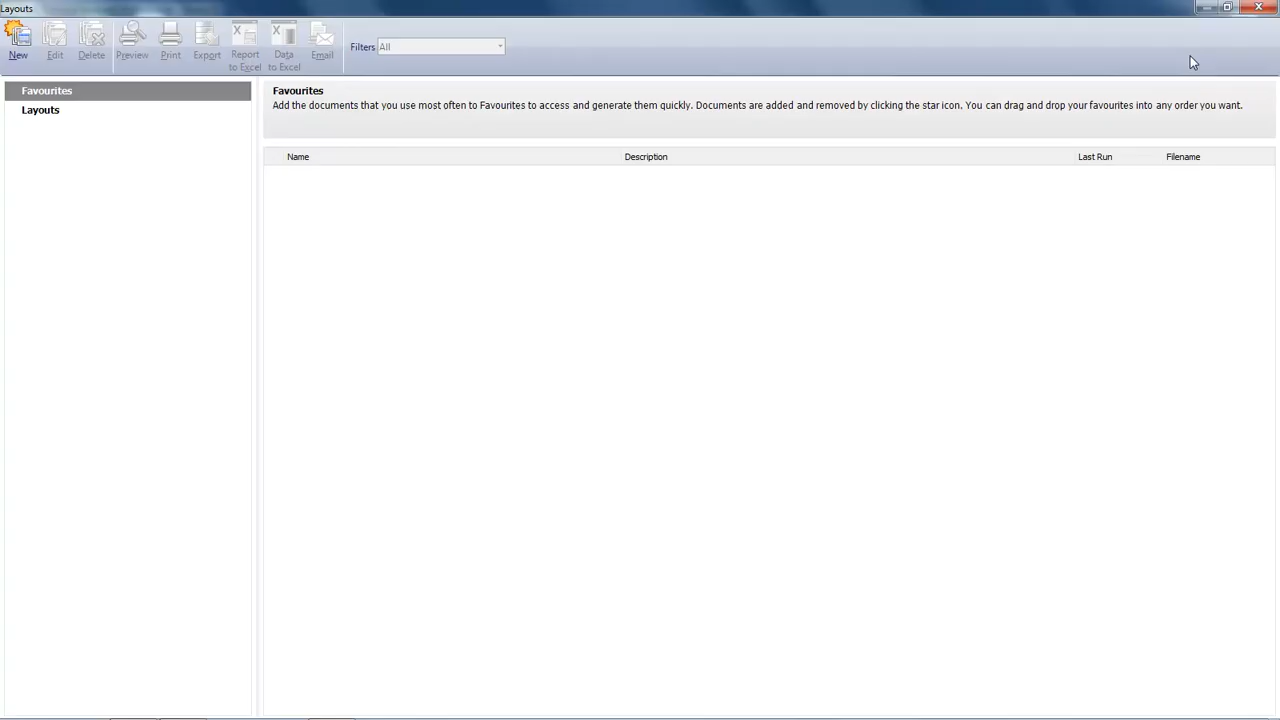 Layouts
New
Edit
Delete
Preview
Print
Export
Report
to Excel
Data
to Excel
Email
Filters
All
Favourites
Layouts
Favourites
Add the documents that you use most often to Favourites to access and generate them quickly. Documents are added and removed by clicking the star icon. You can drag and drop your favourites into any order you want.
Name
Description
Last Run
Filename